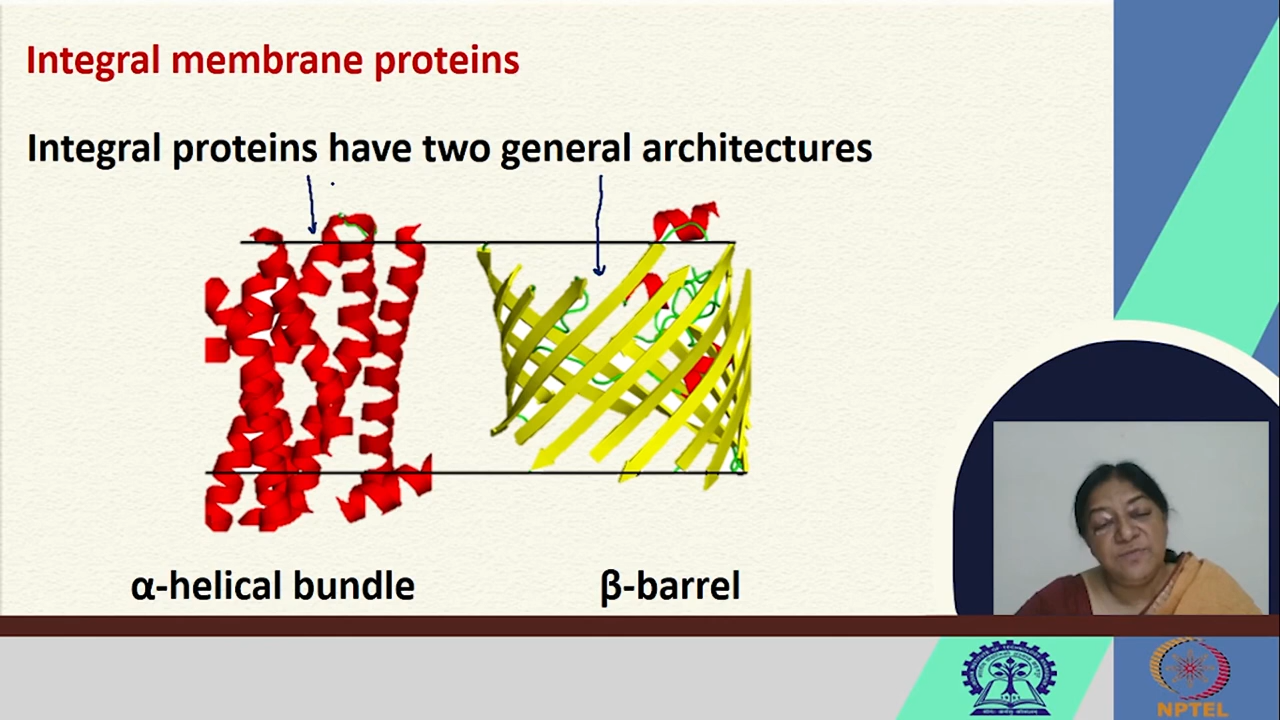 Integral membrane proteins
Integral proteins have two general architectures
α-helical bundle
β-barrel
NPTEL